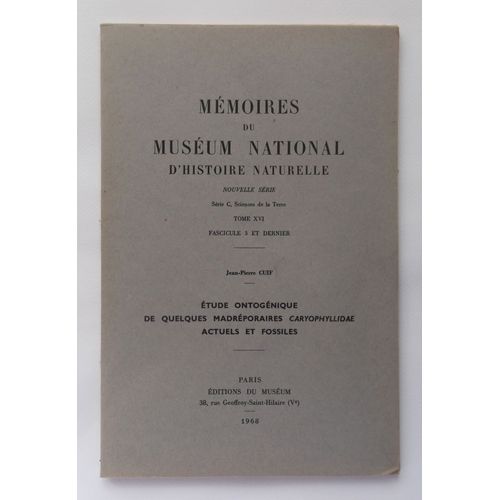 MÉMOIRES
DU
MUSÉUM NATIONAL
D'HISTOIRE NATURELLE
NOUVELLE SÉRIE
Série C, Sciences de la Terre
TOME XVI
FASCICULE 3 ET DERNIER
Jean-Pierre CUIF
ÉTUDE ONTOGÉNIQUE
DE QUELQUES MADRÉPORAIRES CARYOPHYLLIDAE
ACTUELS ET FOSSILES
PARIS
ÉDITIONS DU MUSÉUM
38, rue Geoffroy-Saint-Hilaire (Vᵉ)
1968